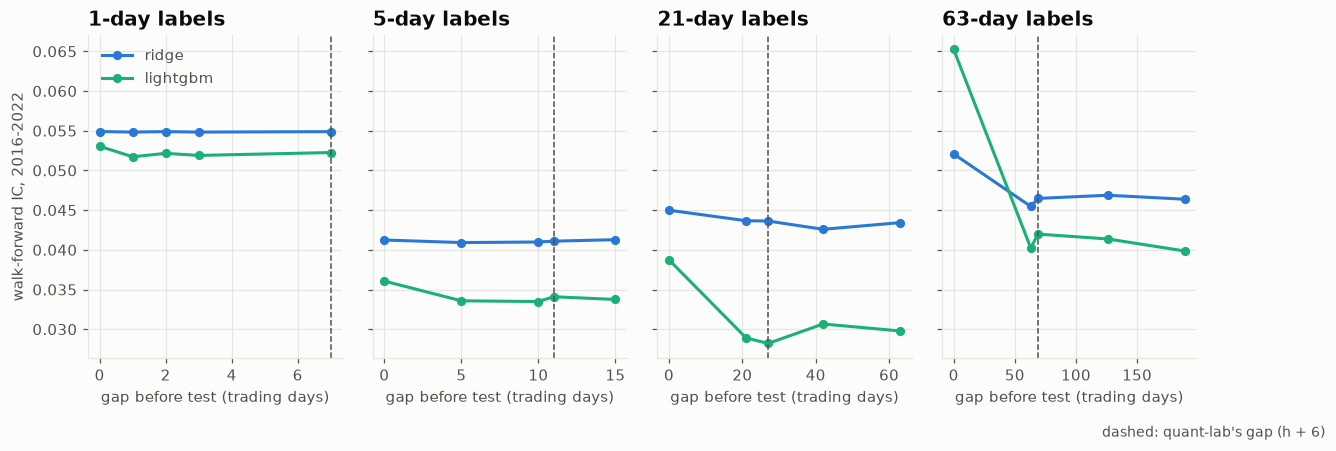 1-day labels
5-day labels
21-day labels
63-day labels
ridge
lightgbm
walk-forward IC, 2016-2022
0.065
0.060
0.055
0.050
0.045
0.040
0.035
0.030
0 2 4 6
0 5 10 15
0 20 40 60
0 50 100 150
gap before test (trading days)
gap before test (trading days)
gap before test (trading days)
gap before test (trading days)
dashed: quant-lab's gap (h + 6)